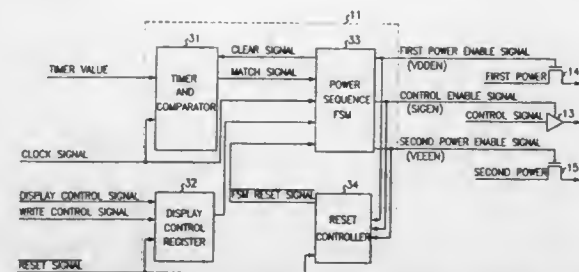 11
31
CLEAR SIGNAL
33
FIRST POWER ENABLE SIGNAL
(VDDEN)
TIMER VALUE
TIMER
AND
COMPARATOR
MATCH SIGNAL
POWER
SEQUENCE
FSM
FIRST POWER
14
CONTROL ENABLE SIGNAL
(SIGEN)
CONTROL SIGNAL
13
CLOCK SIGNAL
SECOND POWER ENABLE SIGNAL
(VEEEN)
DISPLAY CONTROL SIGNAL
32
FSM RESET SIGNAL
34
SECOND POWER
15
WRITE CONTROL SIGNAL
DISPLAY
CONTROL
REGISTER
RESET
CONTROLLER
RESET SIGNAL